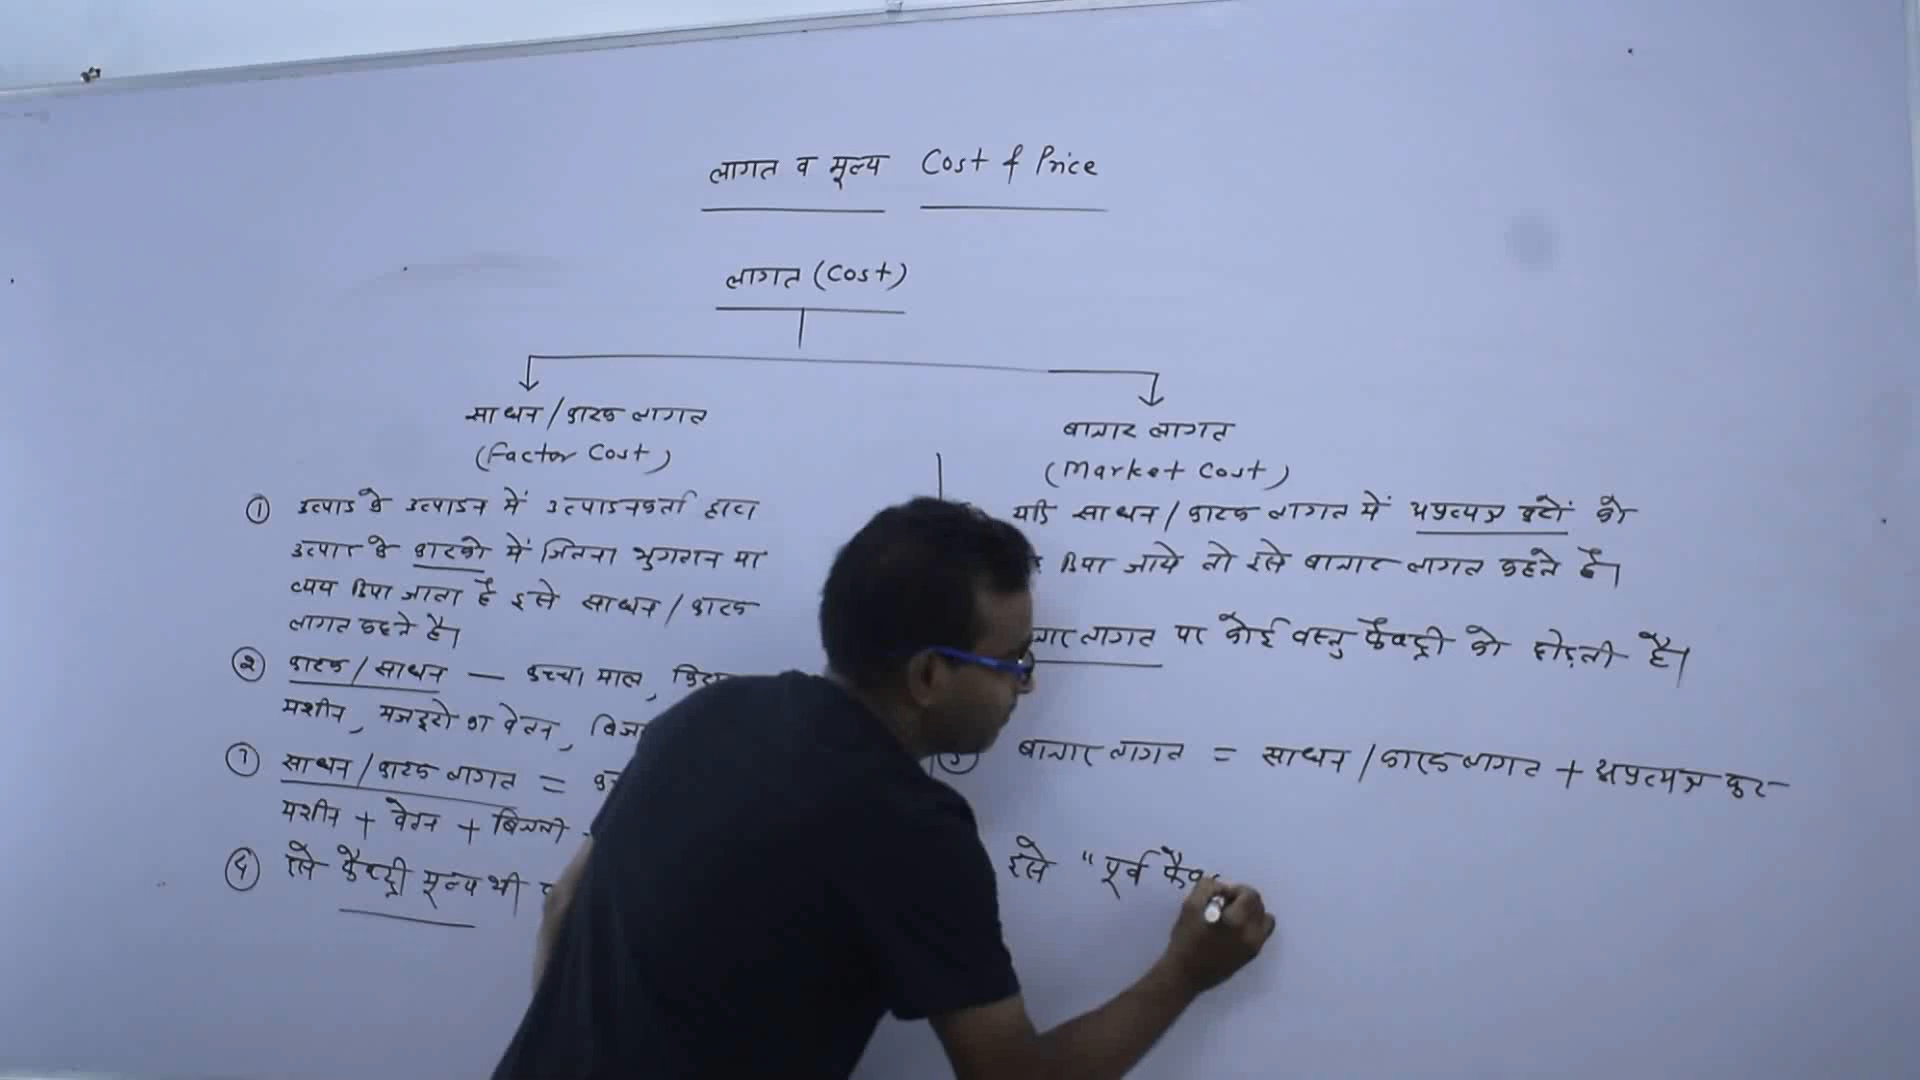 लागत व मूल्य Cost & Price
लागत (Cost)
साधन/कारक लागत
(Factor Cost)
① उत्पाद के उत्पादन में उत्पादनकर्ता द्वारा
उत्पाद के कारकों में जितना भुगतान या
व्यय किया जाता है इसे साधन/कारक
लागत कहते है।
② कारक/साधन — कच्चा माल,
मशीन, मजदूरो का वेतन,
③ साधन/कारक लागत =
मशीन + वेतन + बिजली
④ इसे फैक्ट्री मूल्य भी
बाजार लागत
(Market Cost)
यदि साधन/कारक लागत में अप्रत्यक्ष करों को
दिया जाये तो इसे बाजार लागत कहते है।
लागत पर कोई वस्तु फैक्ट्री को छोड़ती है।
③ बाजार लागत = साधन/कारक लागत + अप्रत्यक्ष कर
इसे "पूर्व फैक